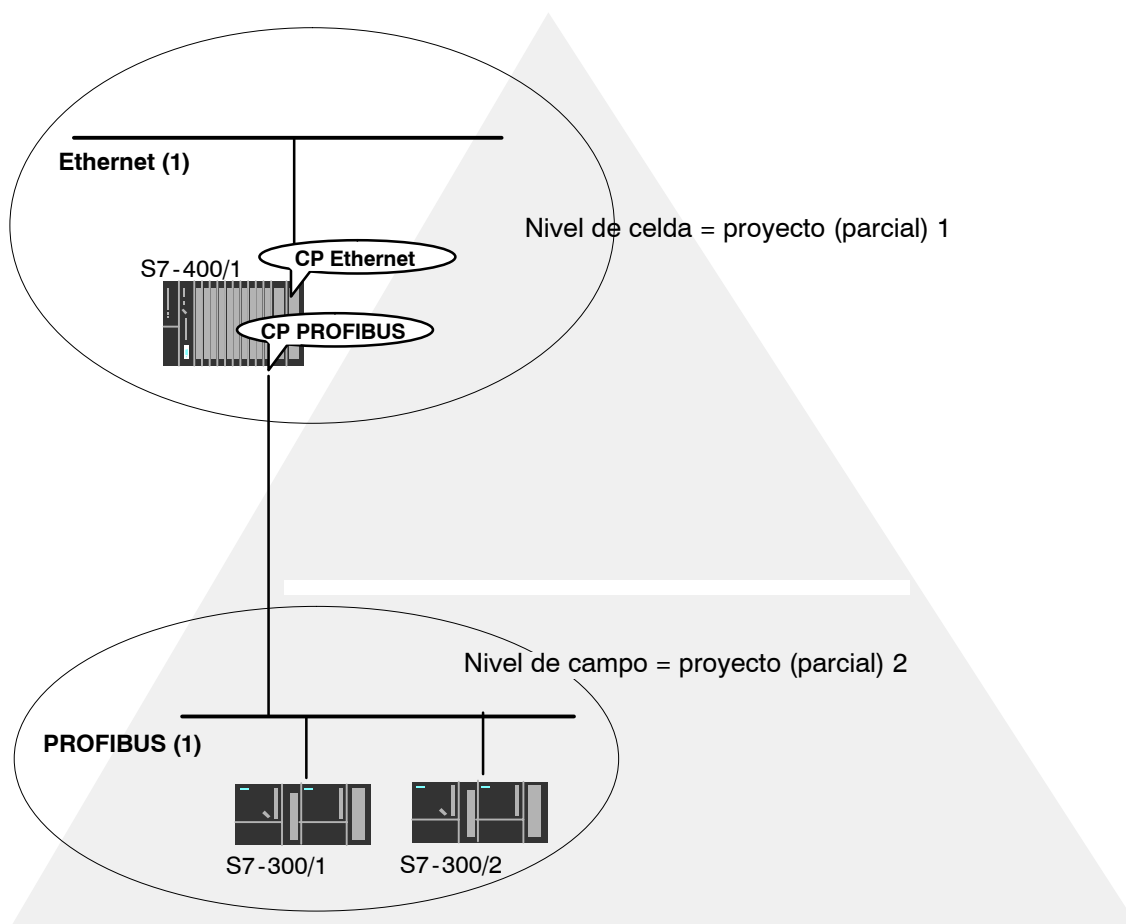 Ethernet (1)
Nivel de celda = proyecto (parcial) 1
CP Ethernet
S7-400/1
CP PROFIBUS
Nivel de campo = proyecto (parcial) 2
PROFIBUS (1)
S7-300/1
S7-300/2